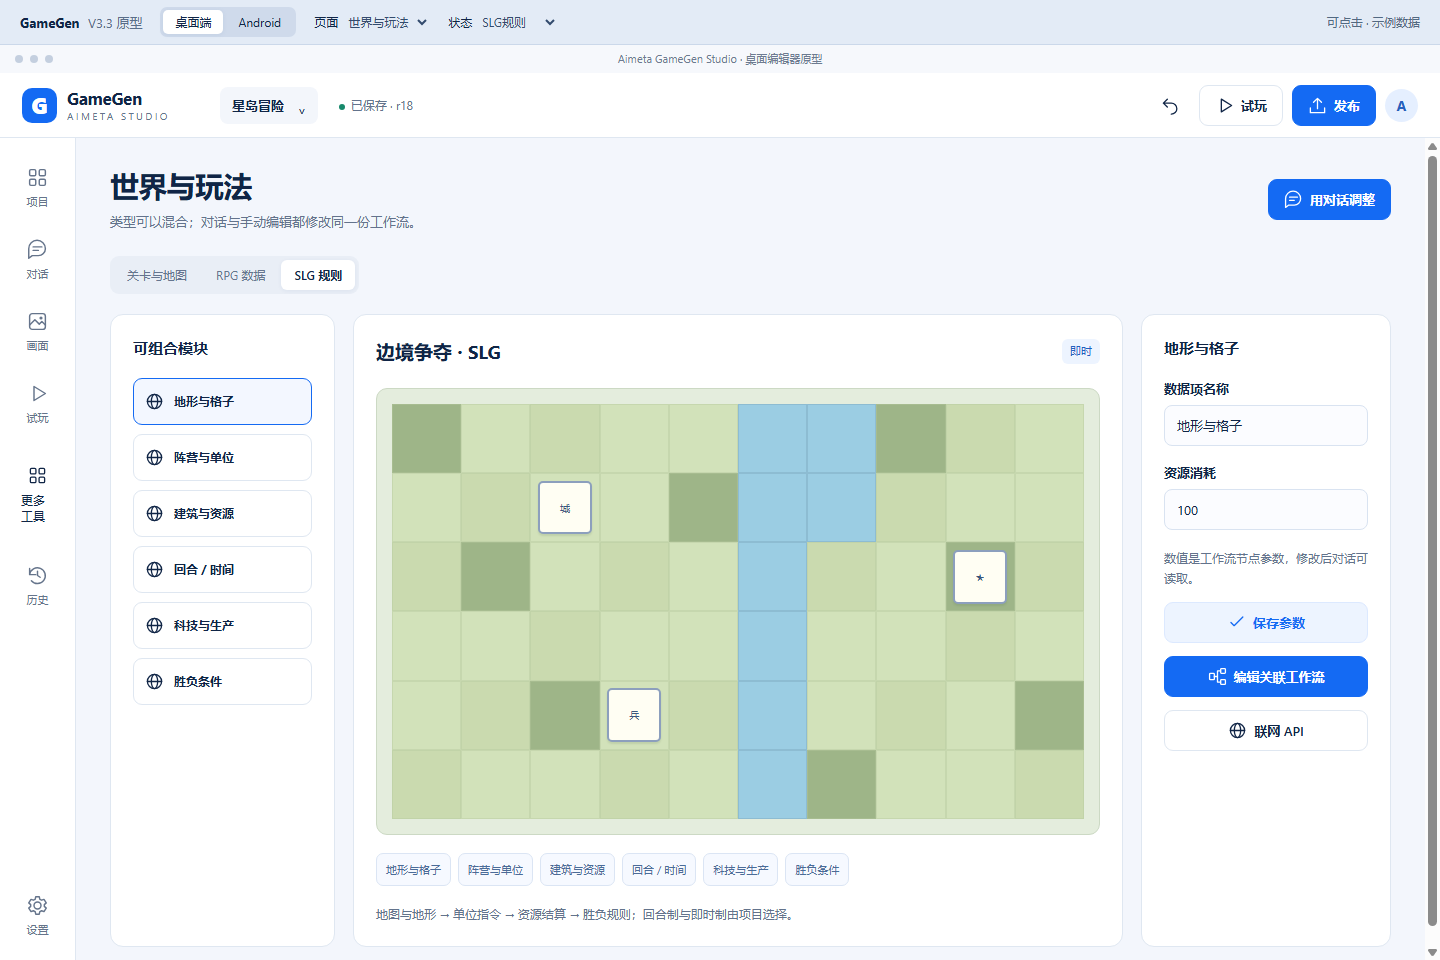 GameGen V3.3 原型 桌面端 Android 页面 世界与玩法 状态 SLG规则 可点击 · 示例数据
Aimeta GameGen Studio · 桌面编辑器原型
G GameGen
AIMETA STUDIO
星岛冒险 已保存 · r18 试玩 发布 A
项目
对话
画面
试玩
更多
工具
历史
设置
世界与玩法
类型可以混合；对话与手动编辑都修改同一份工作流。
用对话调整
关卡与地图 RPG 数据 SLG 规则
可组合模块
地形与格子
阵营与单位
建筑与资源
回合 / 时间
科技与生产
胜负条件
边境争夺 · SLG
即时
城
★
兵
地形与格子 阵营与单位 建筑与资源 回合 / 时间 科技与生产 胜负条件
地图与地形 → 单位指令 → 资源结算 → 胜负规则；回合制与即时制由项目选择。
地形与格子
数据项名称
地形与格子
资源消耗
100
数值是工作流节点参数，修改后对话可
读取。
保存参数
编辑关联工作流
联网 API